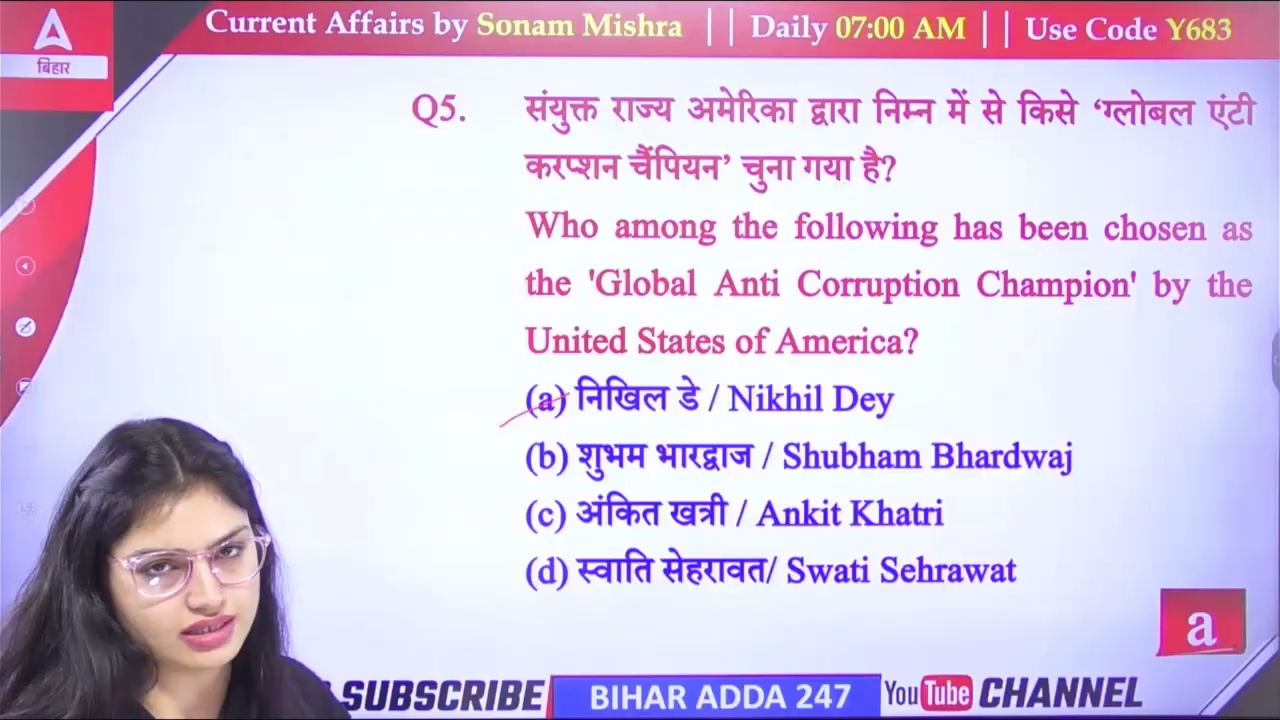 Current Affairs by Sonam Mishra || Daily 07:00 AM || Use Code Y683
बिहार
Q5. संयुक्त राज्य अमेरिका द्वारा निम्न में से किसे ‘ग्लोबल एंटी
करप्शन चैंपियन’ चुना गया है?
Who among the following has been chosen as
the 'Global Anti Corruption Champion' by the
United States of America?
(a) निखिल डे / Nikhil Dey
(b) शुभम भारद्वाज / Shubham Bhardwaj
(c) अंकित खत्री / Ankit Khatri
(d) स्वाति सेहरावत/ Swati Sehrawat
a
SUBSCRIBE BIHAR ADDA 247 YouTube CHANNEL